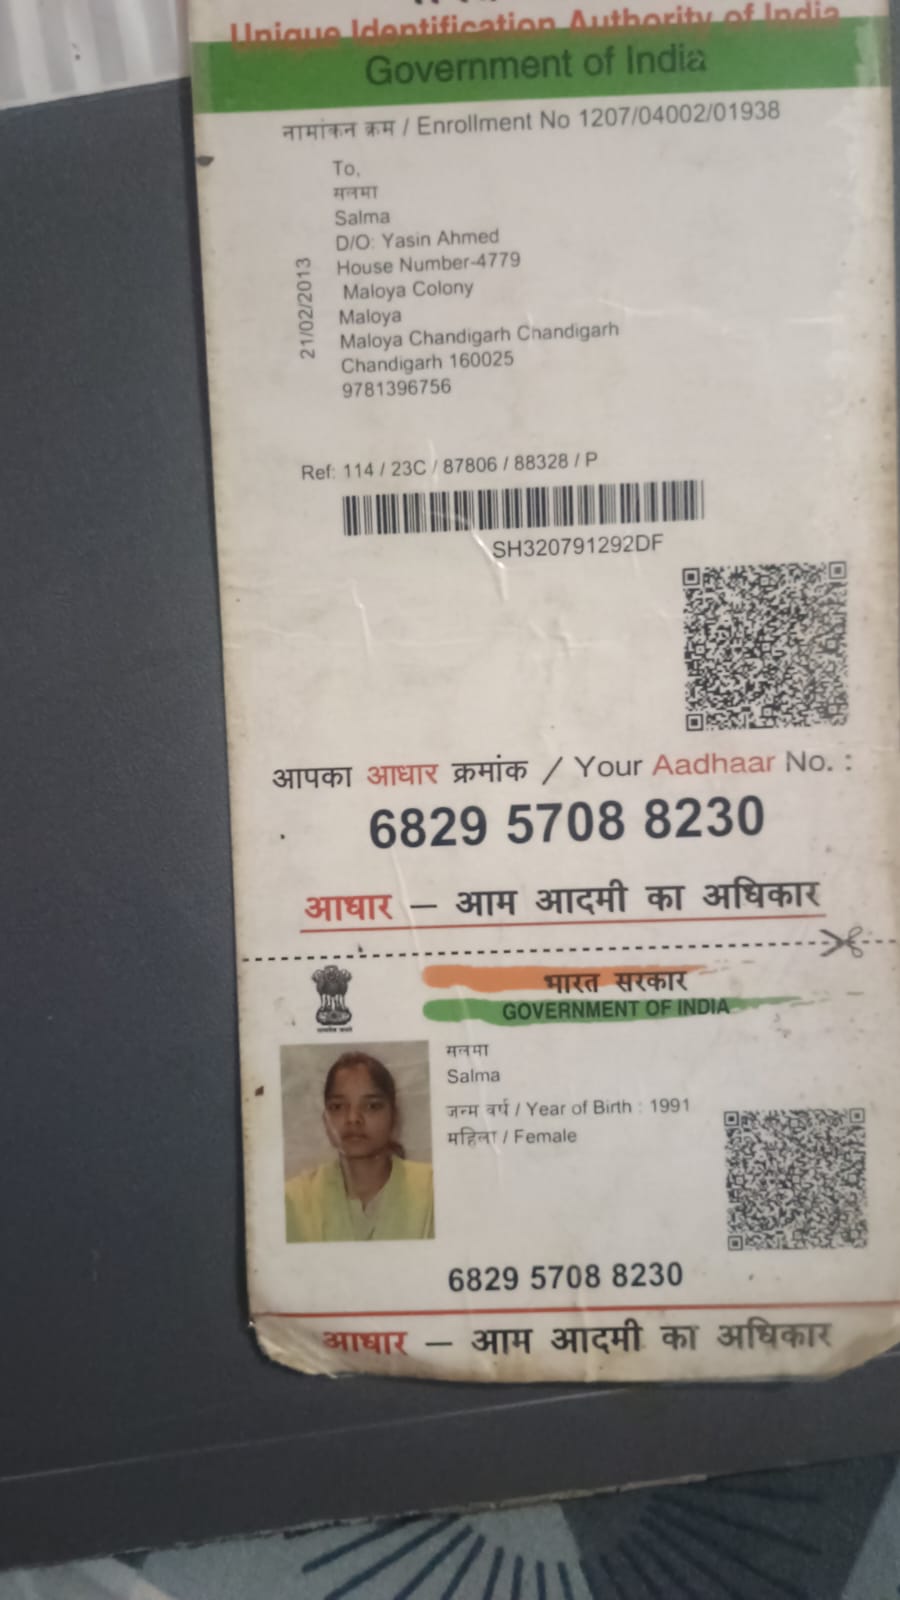 Unique Identification Authority of India
Government of India
नामांकन क्रम / Enrollment No 1207/04002/01938
To,
सलमा
Salma
D/O: Yasin Ahmed
House Number-4779
Maloya Colony
Maloya
Maloya Chandigarh Chandigarh
Chandigarh 160025
9781396756
21/02/2013
Ref: 114 / 23C / 87806 / 88328 / P
SH320791292DF
आपका आधार क्रमांक / Your Aadhaar No. :
6829 5708 8230
आधार – आम आदमी का अधिकार
भारत सरकार
GOVERNMENT OF INDIA
सलमा
Salma
जन्म वर्ष / Year of Birth : 1991
महिला / Female
6829 5708 8230
आधार – आम आदमी का अधिकार